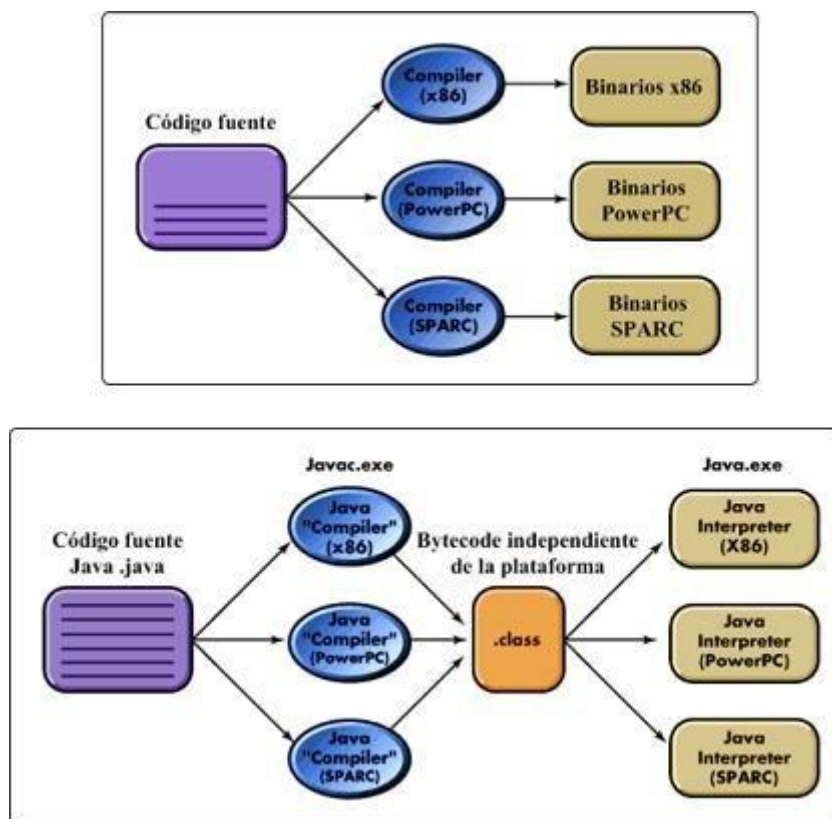 Código fuente
Compiler
(x86)
Binarios x86
Compiler
(PowerPC)
Binarios
PowerPC
Compiler
(SPARC)
Binarios
SPARC
Javac.exe
Java.exe
Código fuente
Java .java
Java
"Compiler"
(x86)
Java
"Compiler"
(PowerPC)
Java
"Compiler"
(SPARC)
Bytecode independiente
de la plataforma
.class
Java
Interpreter
(X86)
Java
Interpreter
(PowerPC)
Java
Interpreter
(SPARC)